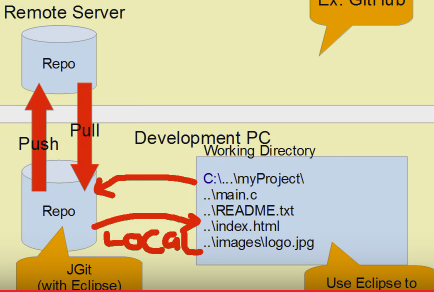 Remote Server
Ex: GitHub
Repo
Push
Pull
Development PC
Working Directory
C:\...\myProject\
..\main.c
..\README.txt
..\index.html
..\images\logo.jpg
Repo
LOCAL
JGit
(with Eclipse)
Use Eclipse to